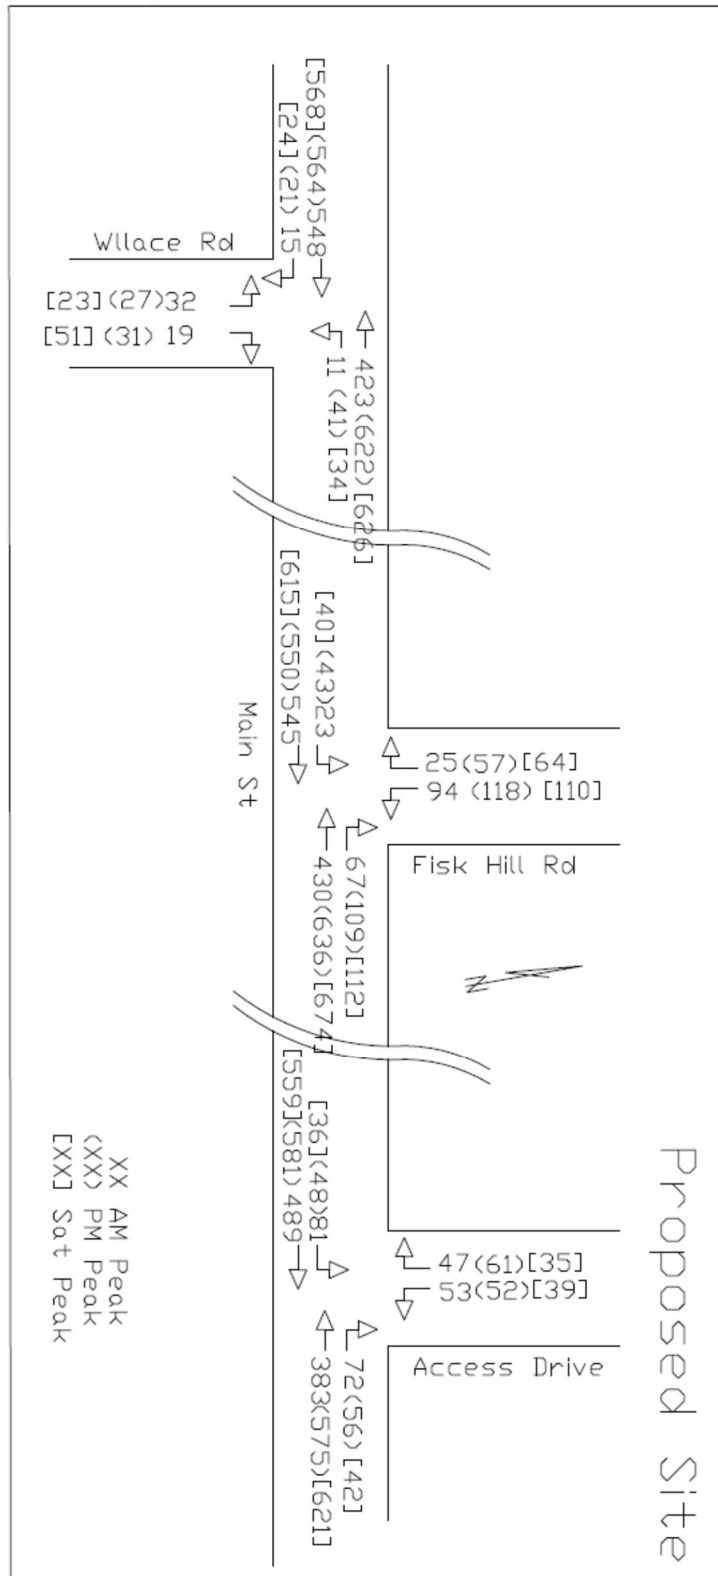 [568](564)548
[24](21) 15
Wllace Rd
[23](27)32
[51] (31) 19
423(622)[626]
11 (41) [34]
[615](550)545
[40](43)23
Main St
25(57)[64]
94 (118) [110]
Fisk Hill Rd
67(109)[112]
430(636)[674]
[559](581) 489
[36](48)81
47(61)[35]
53(52)[39]
Access Drive
72(56) [42]
383(575)[621]
XX AM Peak
(XX) PM Peak
[XX] Sat Peak
N
Proposed Site